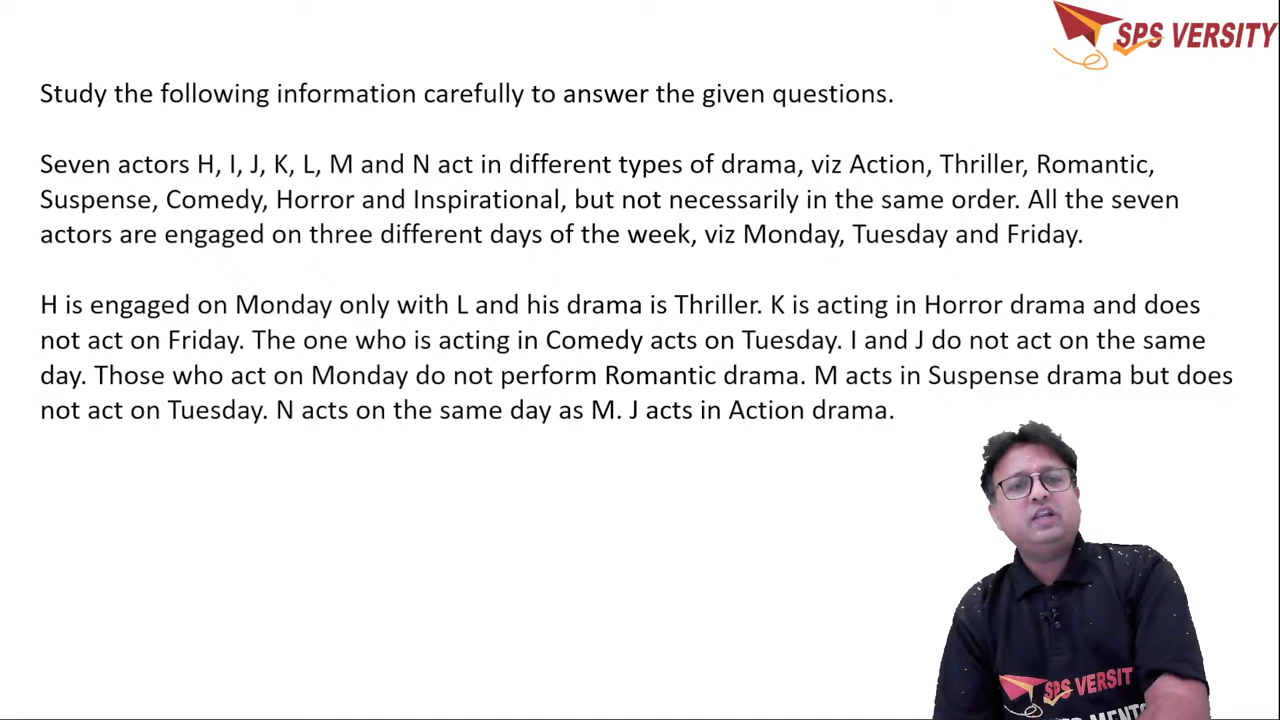 SPS VERSITY
Study the following information carefully to answer the given questions.
Seven actors H, I, J, K, L, M and N act in different types of drama, viz Action, Thriller, Romantic,
Suspense, Comedy, Horror and Inspirational, but not necessarily in the same order. All the seven
actors are engaged on three different days of the week, viz Monday, Tuesday and Friday.
H is engaged on Monday only with L and his drama is Thriller. K is acting in Horror drama and does
not act on Friday. The one who is acting in Comedy acts on Tuesday. I and J do not act on the same
day. Those who act on Monday do not perform Romantic drama. M acts in Suspense drama but does
not act on Tuesday. N acts on the same day as M. J acts in Action drama.
SPS VERSIT